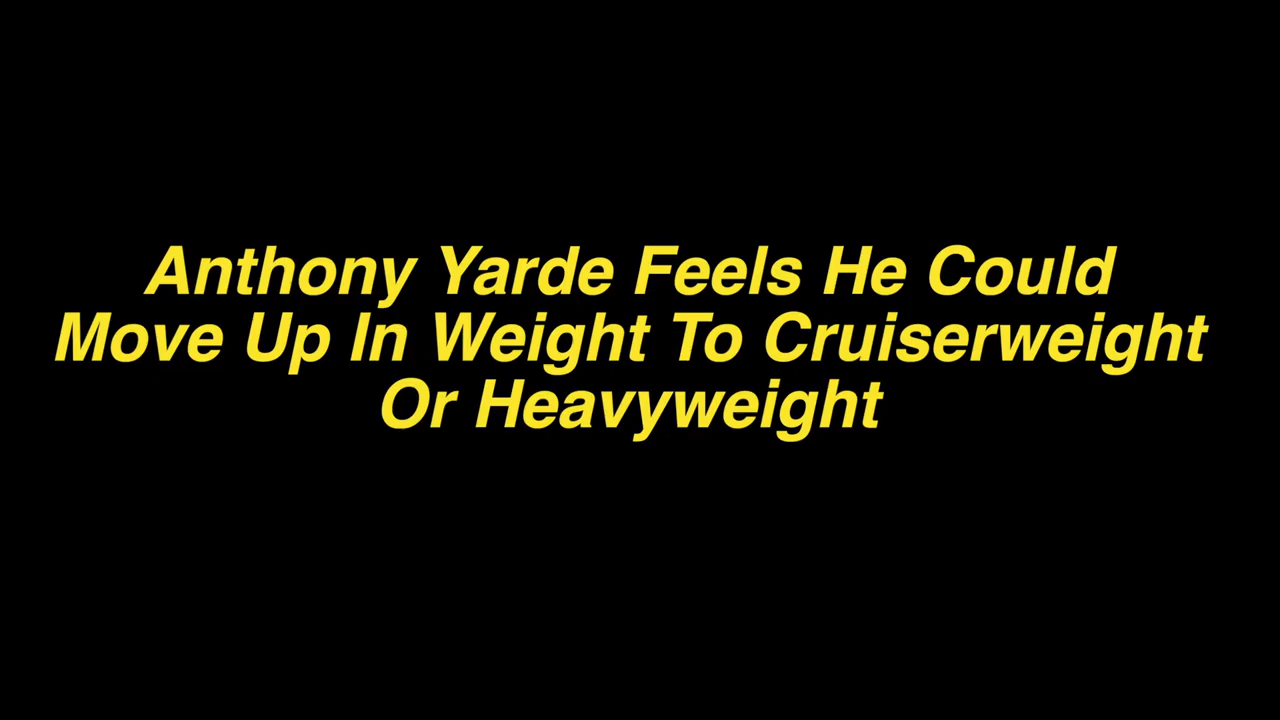 Anthony Yarde Feels He Could
Move Up In Weight To Cruiserweight
Or Heavyweight